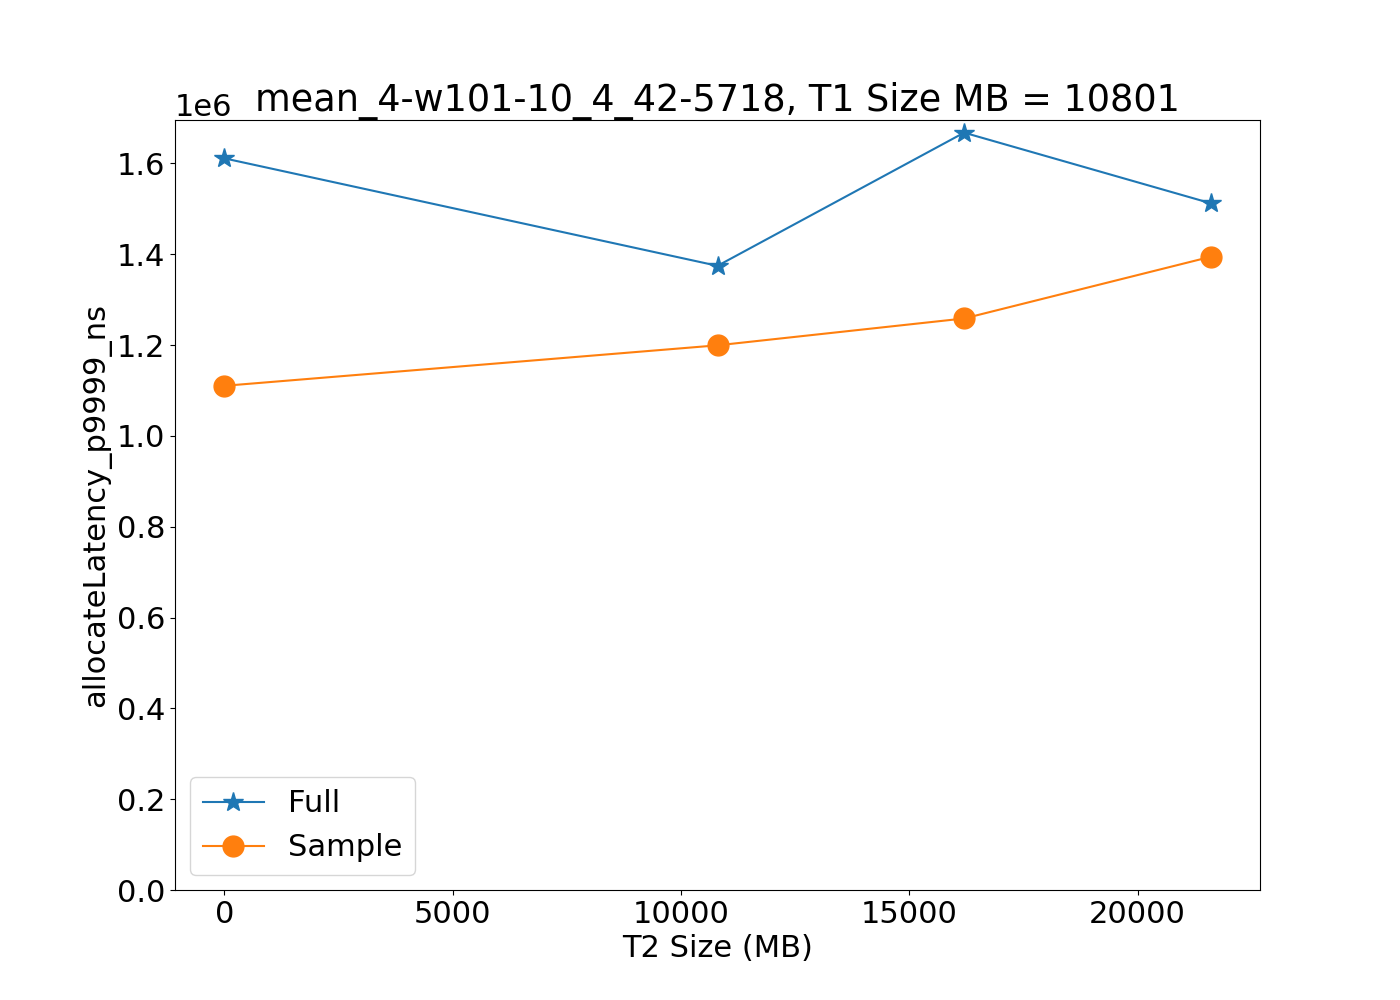 1e6
mean_4-w101-10_4_42-5718, T1 Size MB = 10801
allocateLatency_p9999_ns
1.6
1.4
1.2
1.0
0.8
0.6
0.4
0.2
0.0
Full
Sample
0 5000 10000 15000 20000
T2 Size (MB)